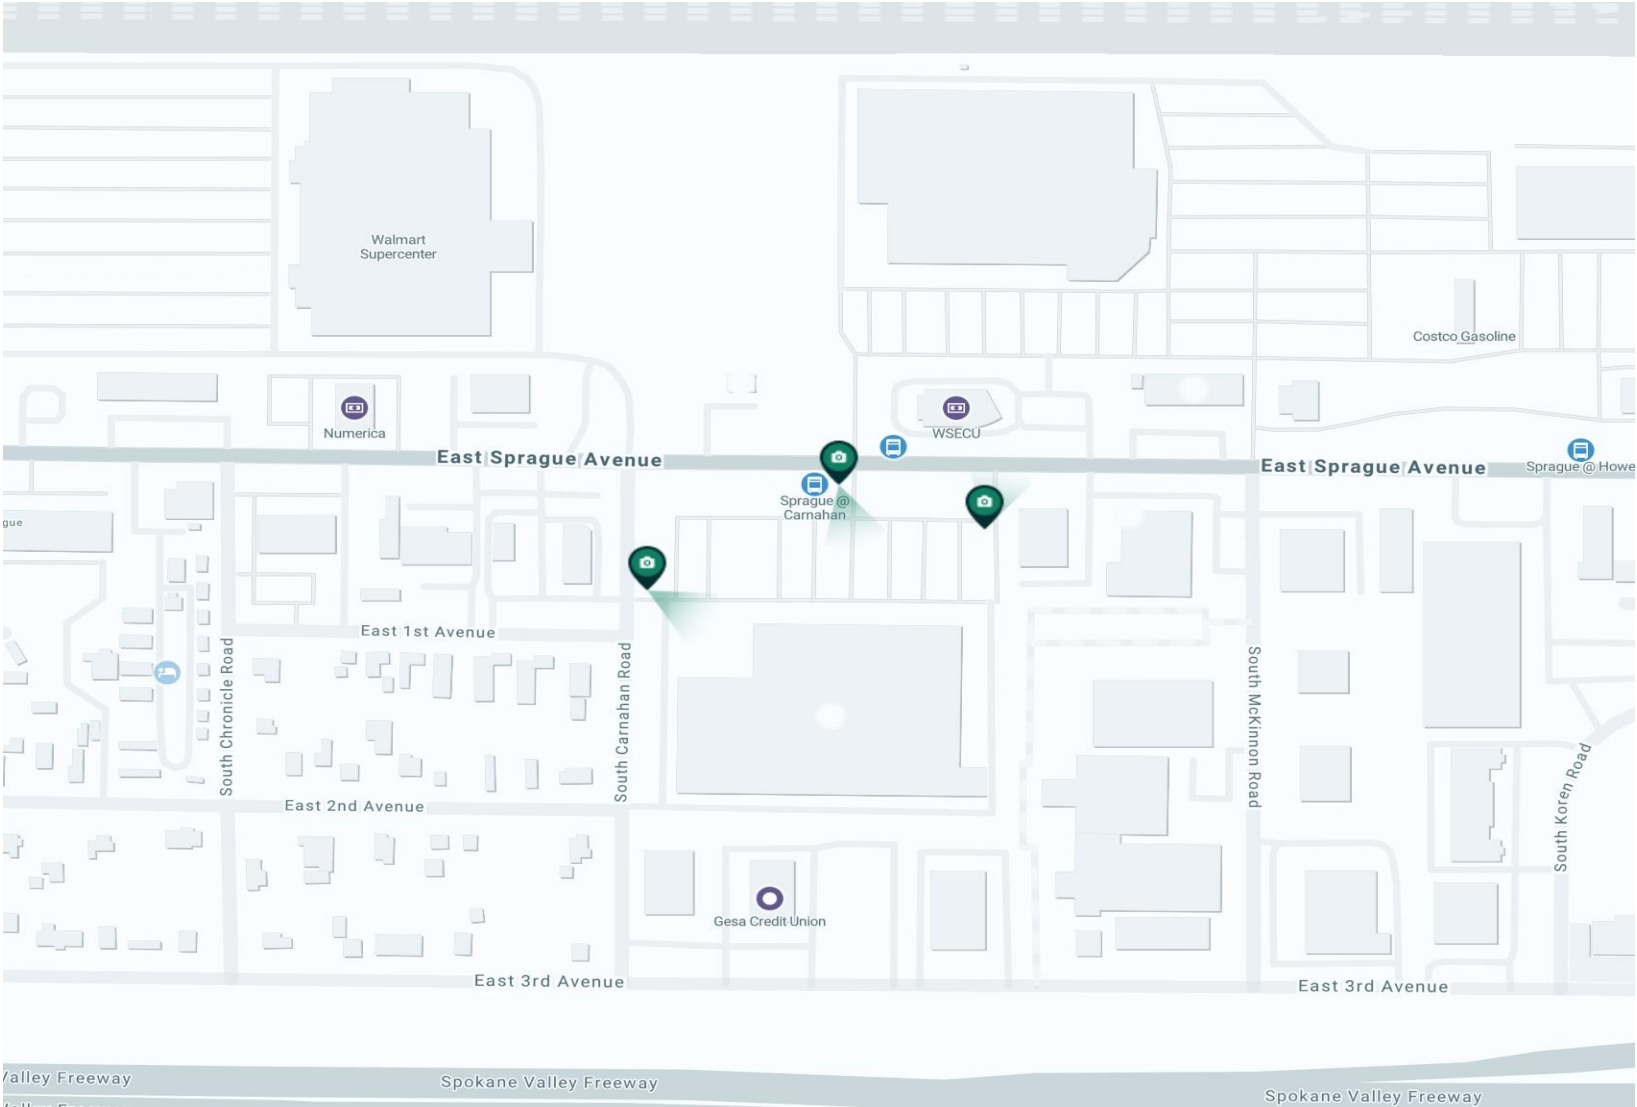 Walmart
Supercenter
Costco Gasoline
Numerica
WSECU
East Sprague Avenue
East Sprague Avenue
Sprague @ Howe
Sprague @
Carnahan
gue
East 1st Avenue
South Chronicle Road
South Carnahan Road
South McKinnon Road
South Koren Road
East 2nd Avenue
Gesa Credit Union
East 3rd Avenue
East 3rd Avenue
Valley Freeway
Spokane Valley Freeway
Spokane Valley Freeway